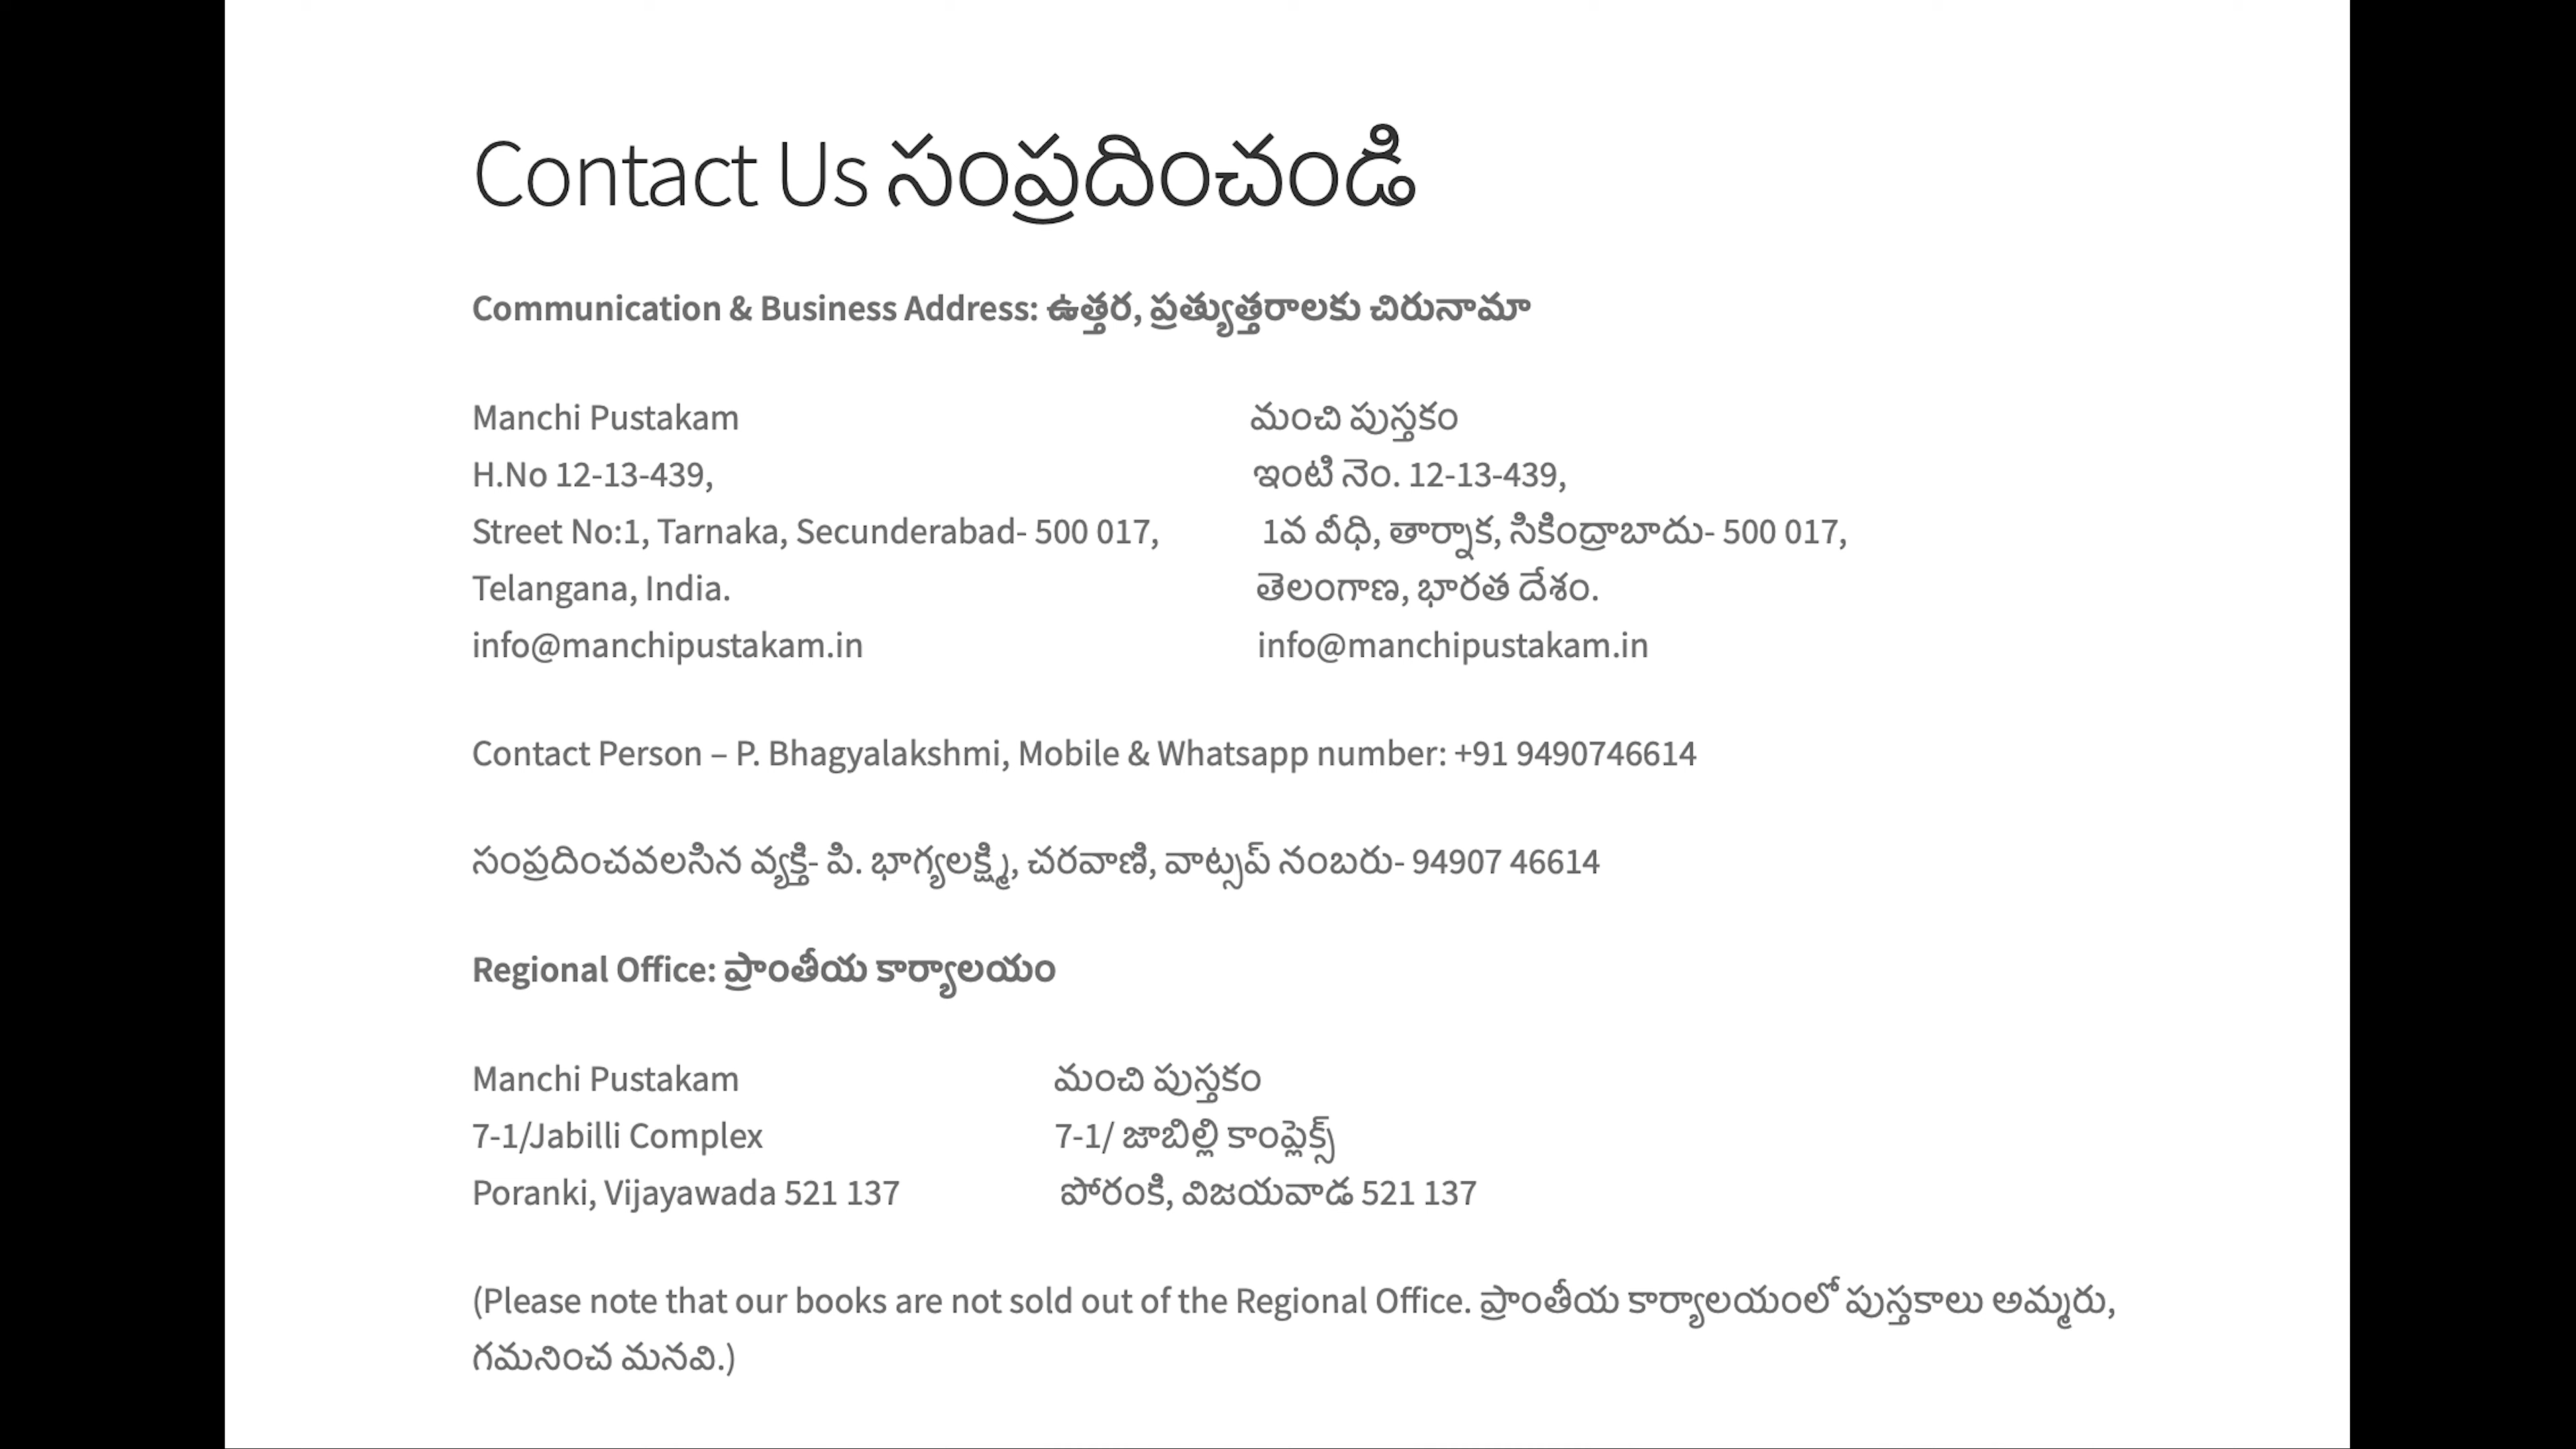 Contact Us సంప్రదించండి
Communication & Business Address: ఉత్తర, ప్రత్యుత్తరాలకు చిరునామా
Manchi Pustakam మంచి పుస్తకం
H.No 12-13-439, ఇంటి నెం. 12-13-439,
Street No:1, Tarnaka, Secunderabad- 500 017, 1వ వీధి, తార్నాక, సికింద్రాబాదు- 500 017,
Telangana, India. తెలంగాణ, భారత దేశం.
info@manchipustakam.in info@manchipustakam.in
Contact Person – P. Bhagyalakshmi, Mobile & Whatsapp number: +91 9490746614
సంప్రదించవలసిన వ్యక్తి- పి. భాగ్యలక్ష్మి, చరవాణి, వాట్సప్ నంబరు- 94907 46614
Regional Office: ప్రాంతీయ కార్యాలయం
Manchi Pustakam మంచి పుస్తకం
7-1/Jabilli Complex 7-1/ జాబిల్లి కాంప్లెక్స్
Poranki, Vijayawada 521 137 పోరంకి, విజయవాడ 521 137
(Please note that our books are not sold out of the Regional Office. ప్రాంతీయ కార్యాలయంలో పుస్తకాలు అమ్మరు,
గమనించ మనవి.)